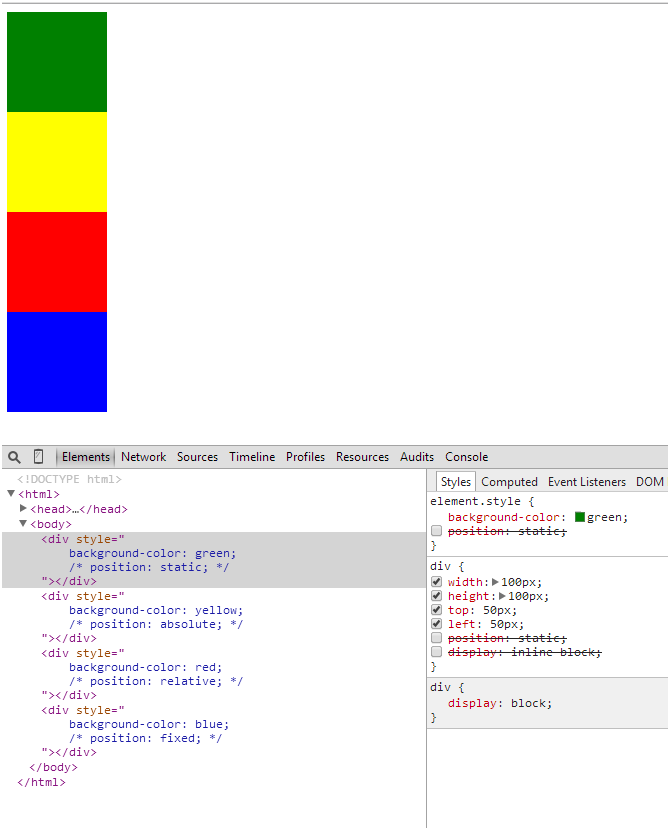 Elements Network Sources Timeline Profiles Resources Audits Console
<!DOCTYPE html>
<html>
<head>…</head>
<body>
<div style="
background-color: green;
/* position: static; */
"></div>
<div style="
background-color: yellow;
/* position: absolute; */
"></div>
<div style="
background-color: red;
/* position: relative; */
"></div>
<div style="
background-color: blue;
/* position: fixed; */
"></div>
</body>
</html>
Styles Computed Event Listeners DOM
element.style {
background-color: green;
position: static;
}
div {
width: 100px;
height: 100px;
top: 50px;
left: 50px;
position: static;
display: inline-block;
}
div {
display: block;
}